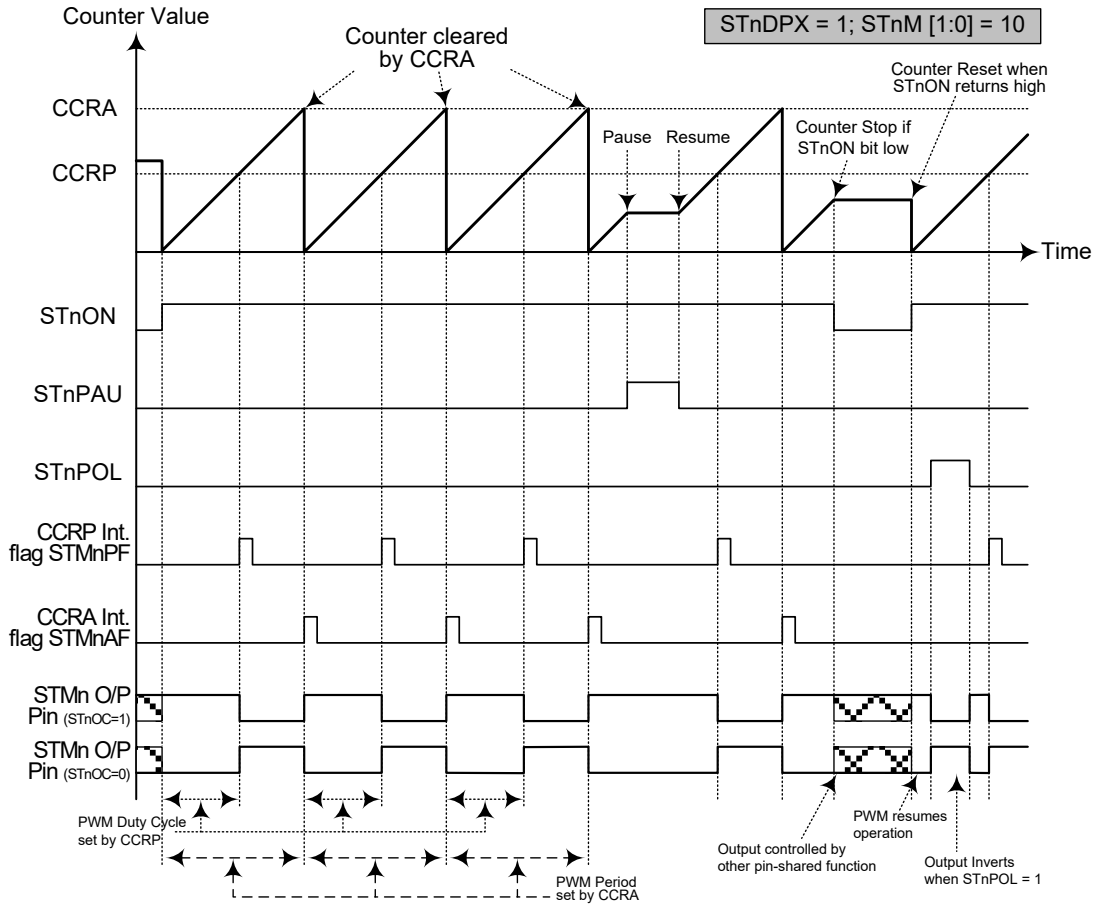 Counter Value
STnDPX = 1; STnM [1:0] = 10
Counter cleared
by CCRA
Counter Reset when
STnON returns high
CCRA
Pause
Resume
Counter Stop if
STnON bit low
CCRP
Time
STnON
STnPAU
STnPOL
CCRP Int.
flag STMnPF
CCRA Int.
flag STMnAF
STMn O/P
Pin (STnOC=1)
STMn O/P
Pin (STnOC=0)
PWM Duty Cycle
set by CCRP
PWM resumes
operation
Output controlled by
other pin-shared function
Output Inverts
when STnPOL = 1
PWM Period
set by CCRA